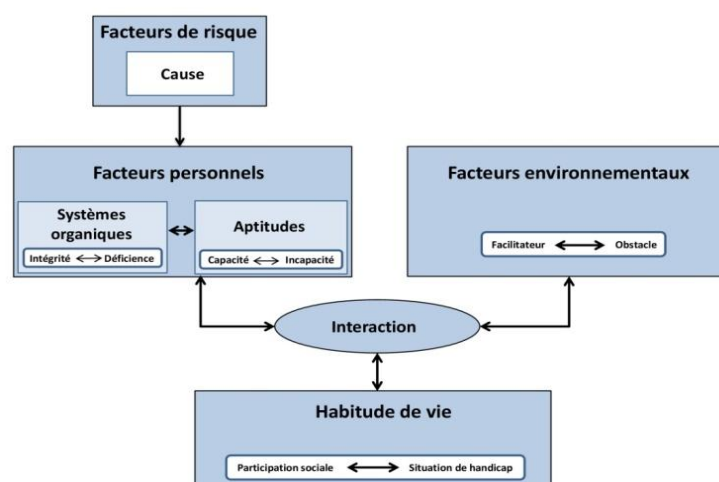 Facteurs de risque
Cause
Facteurs personnels
Systèmes
organiques
Intégrité Déficience
Aptitudes
Capacité Incapacité
Facteurs environnementaux
Facilitateur Obstacle
Interaction
Habitude de vie
Participation sociale Situation de handicap